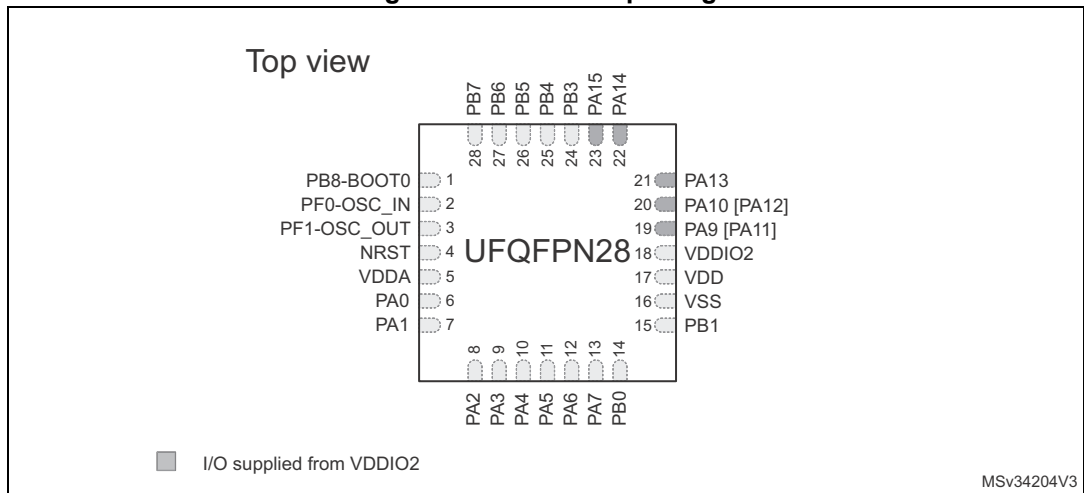 Top view
PB7
PB6
PB5
PB4
PB3
PA15
PA14
28
27
26
25
24
23
22
PB8-BOOT0 1
PF0-OSC_IN 2
PF1-OSC_OUT 3
NRST 4
VDDA 5
PA0 6
PA1 7
UFQFPN28
21 PA13
20 PA10 [PA12]
19 PA9 [PA11]
18 VDDIO2
17 VDD
16 VSS
15 PB1
8
9
10
11
12
13
14
PA2
PA3
PA4
PA5
PA6
PA7
PB0
I/O supplied from VDDIO2
MSv34204V3